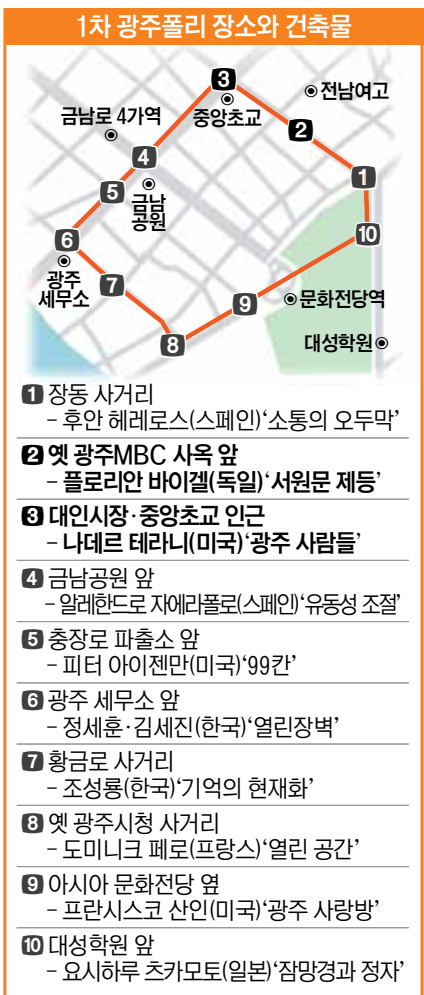 1차 광주폴리 장소와 건축물
3
전남여고
금남로 4가역
중앙초교
2
4
1
5
금남
공원
6
10
광주
세무소
7
9
문화전당역
8
대성학원
1 장동 사거리
- 후안 헤레로스(스페인)‘소통의 오두막’
2 옛 광주MBC 사옥 앞
- 플로리안 바이겔(독일)‘서원문 제등’
3 대인시장·중앙초교 인근
- 나데르 테라니(미국)‘광주 사람들’
4 금남공원 앞
- 알레한드로 자에라폴로(스페인)‘유동성 조절’
5 충장로 파출소 앞
- 피터 아이젠만(미국)‘99칸’
6 광주 세무소 앞
- 정세훈·김세진(한국)‘열린장벽’
7 황금로 사거리
- 조성룡(한국)‘기억의 현재화’
8 옛 광주시청 사거리
- 도미니크 페로(프랑스)‘열린 공간’
9 아시아 문화전당 옆
- 프란시스코 산인(미국)‘광주 사랑방’
10 대성학원 앞
- 요시하루 츠카모토(일본)‘잠망경과 정자’